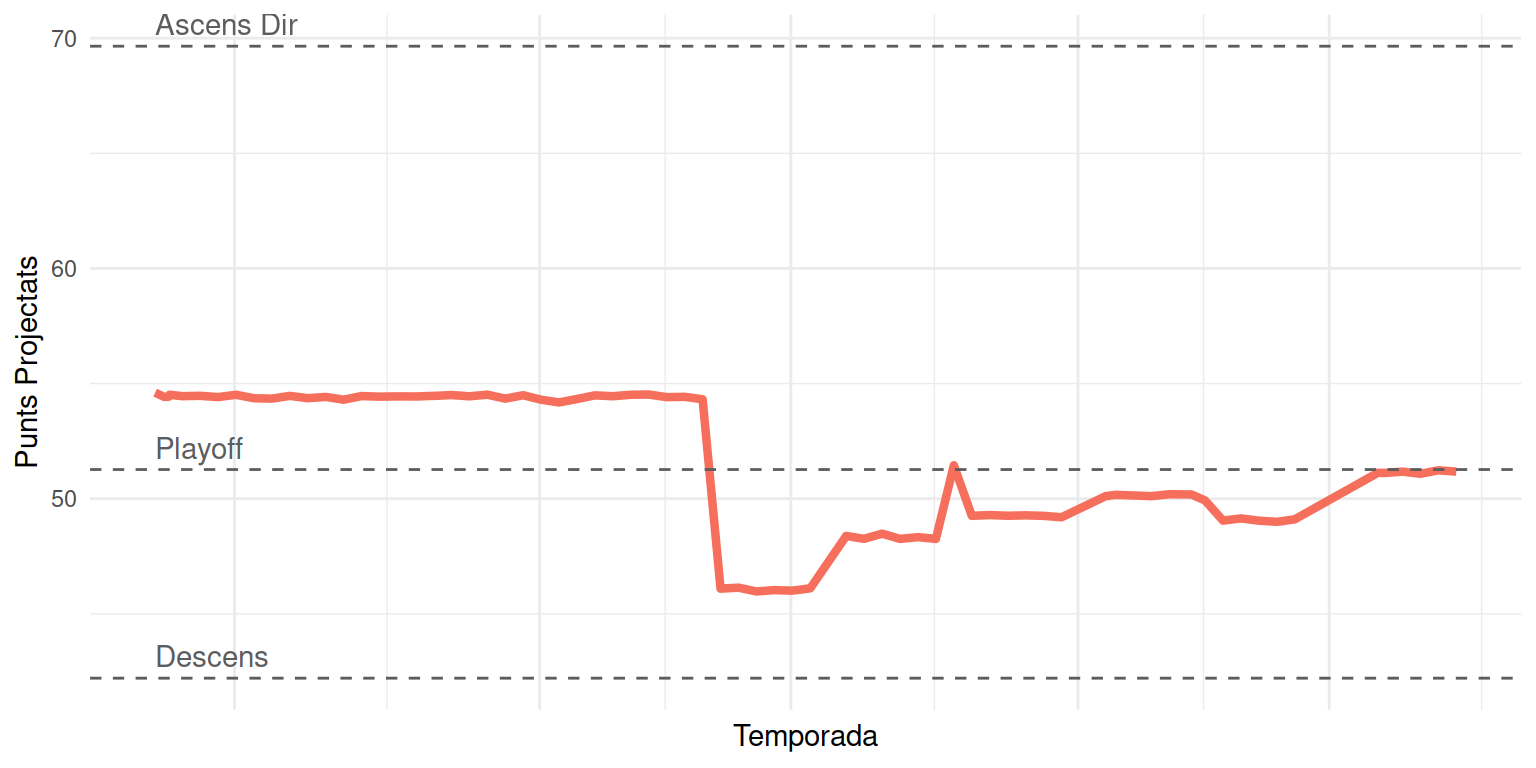 Ascens Dir
70
60
Playoff
50
Descens
Punts Projectats
Temporada